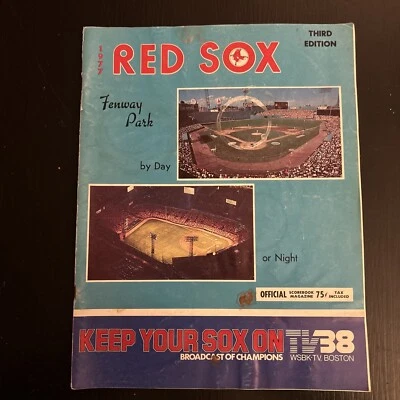 1977
RED SOX
THIRD
EDITION
Fenway
Park
by Day
or Night
OFFICIAL SCOREBOOK MAGAZINE 75¢ TAX INCLUDED
KEEP YOUR SOX ON TV38
BROADCAST OF CHAMPIONS WSBK-TV, BOSTON